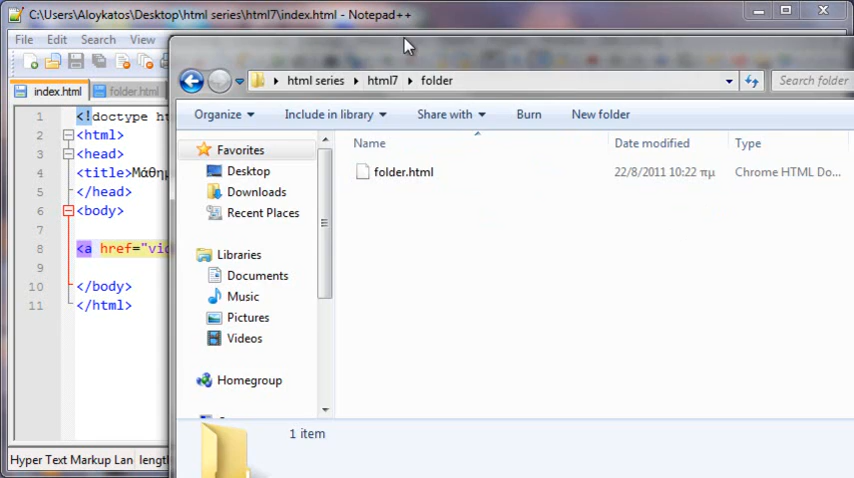 C:\Users\Aloykatos\Desktop\html series\html7\index.html - Notepad++
File Edit Search View
index.html folder.html
1 <!doctype ht
2 <html>
3 <head>
4 <title>Μάθημ
5 </head>
6 <body>
7
8 <a href="vid
9
10 </body>
11 </html>
Hyper Text Markup Lan length
html series html7 folder
Search folder
Organize Include in library Share with Burn New folder
Favorites
Desktop
Downloads
Recent Places
Libraries
Documents
Music
Pictures
Videos
Homegroup
Name Date modified Type
folder.html 22/8/2011 10:22 πμ Chrome HTML Do...
1 item